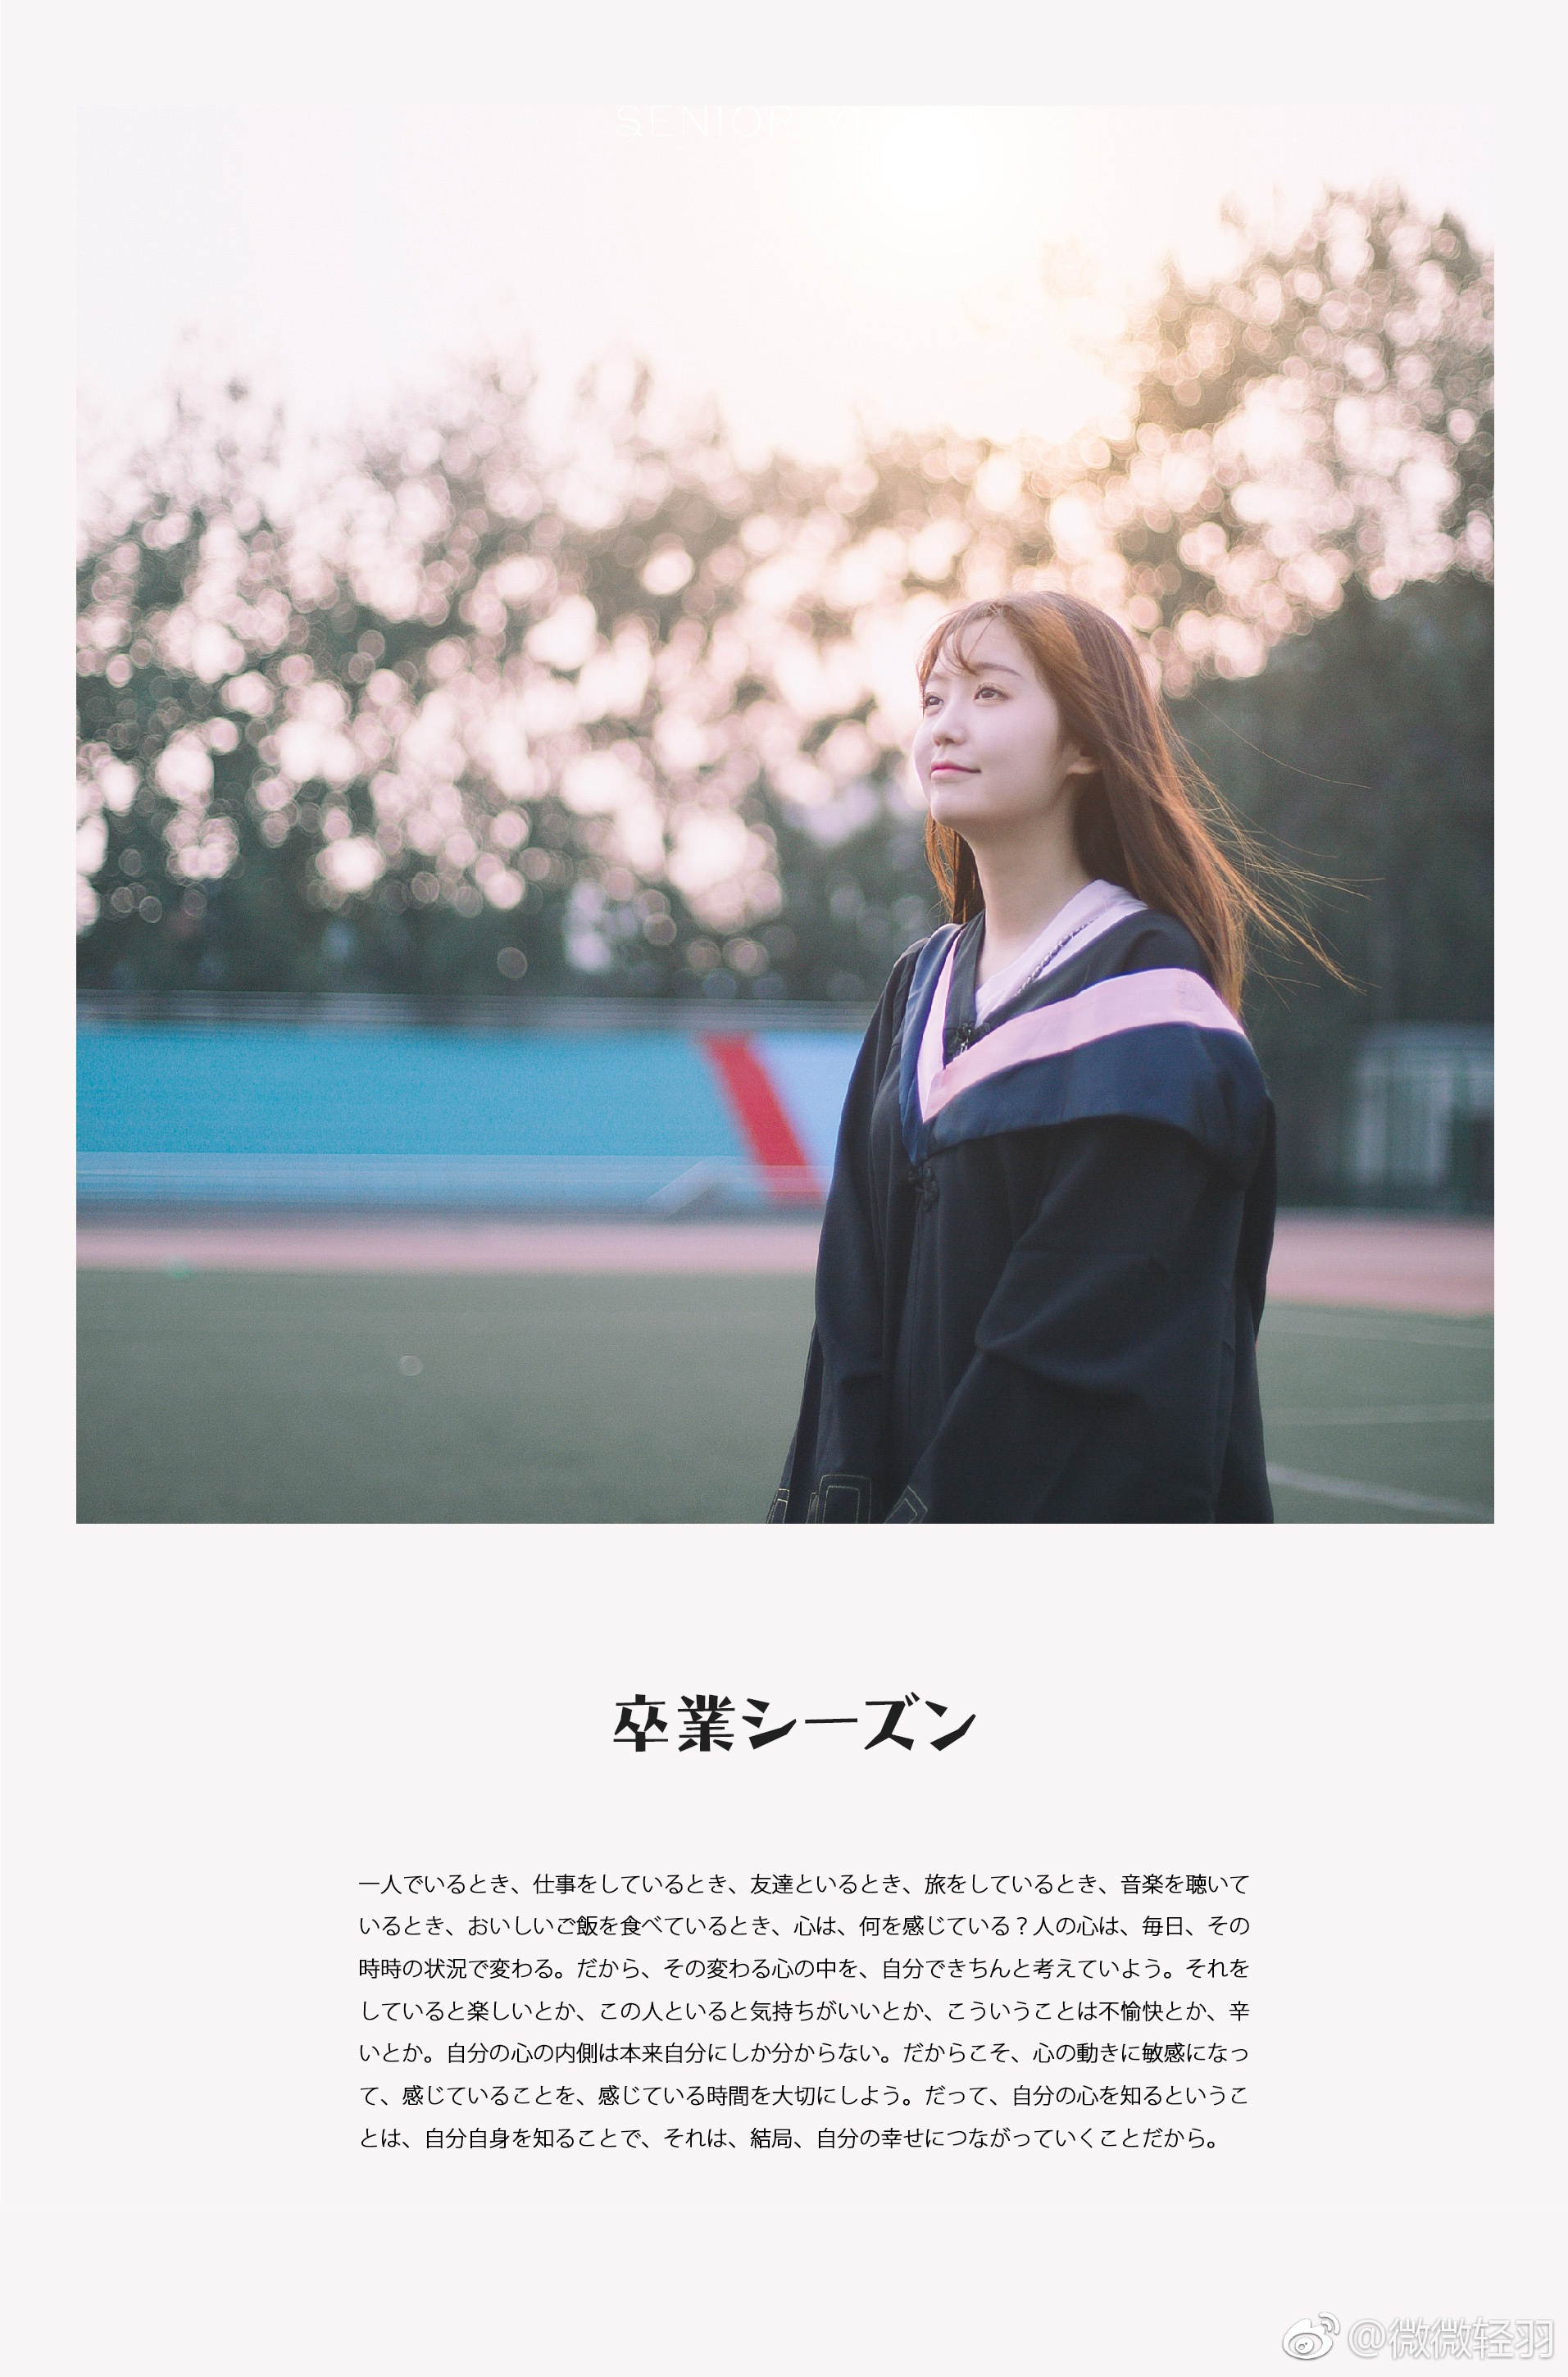 SENIOR
卒業シーズン
一人でいるとき、仕事をしているとき、友達といるとき、旅をしているとき、音楽を聴いて
いるとき、おいしいご飯を食べているとき、心は、何を感じている？人の心は、毎日、その
時時の状況で変わる。だから、その変わる心の中を、自分できちんと考えていよう。それを
していると楽しいとか、この人といると気持ちがいいとか、こういうことは不愉快とか、辛
いとか。自分の心の内側は本来自分にしか分からない。だからこそ、心の動きに敏感になっ
て、感じていることを、感じている時間を大切にしよう。だって、自分の心を知るというこ
とは、自分自身を知ることで、それは、結局、自分の幸せにつながっていくことだから。
@微微轻羽